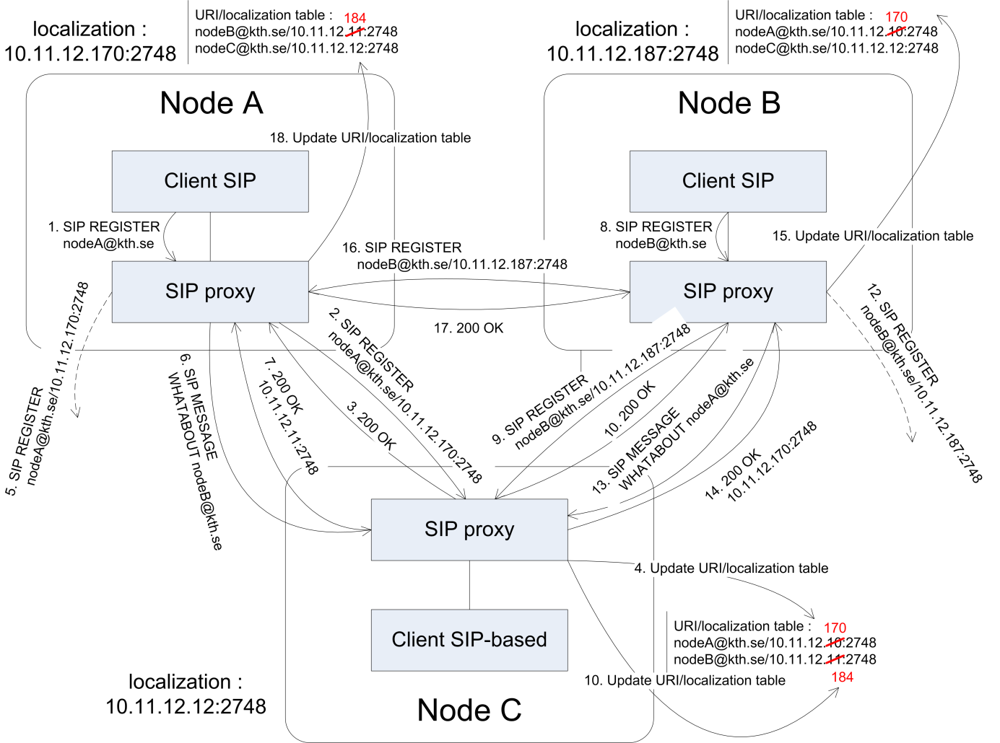 localization :
10.11.12.170:2748
URI/localization table :
184
nodeB@kth.se/10.11.12.11:2748
nodeC@kth.se/10.11.12.12:2748
localization :
10.11.12.187:2748
URI/localization table :
170
nodeA@kth.se/10.11.12.10:2748
nodeC@kth.se/10.11.12.12:2748
Node A
18. Update URI/localization table
Client SIP
1. SIP REGISTER
nodeA@kth.se
SIP proxy
Node B
Client SIP
8. SIP REGISTER
nodeB@kth.se
15. Update URI/localization table
SIP proxy
16. SIP REGISTER
nodeB@kth.se/10.11.12.187:2748
17. 200 OK
5. SIP REGISTER
nodeA@kth.se/10.11.12.170:2748
6. SIP MESSAGE
WHATABOUT nodeB@kth.se
7. 200 OK
10.11.12.11:2748
3. 200 OK
2. SIP REGISTER
nodeA@kth.se/10.11.12.170:2748
9. SIP REGISTER
nodeB@kth.se/10.11.12.187:2748
10. 200 OK
13. SIP MESSAGE
WHATABOUT nodeA@kth.se
14. 200 OK
10.11.12.170:2748
12. SIP REGISTER
nodeB@kth.se/10.11.12.187:2748
SIP proxy
4. Update URI/localization table
Client SIP-based
URI/localization table :
170
nodeA@kth.se/10.11.12.10:2748
nodeB@kth.se/10.11.12.11:2748
184
10. Update URI/localization table
localization :
10.11.12.12:2748
Node C